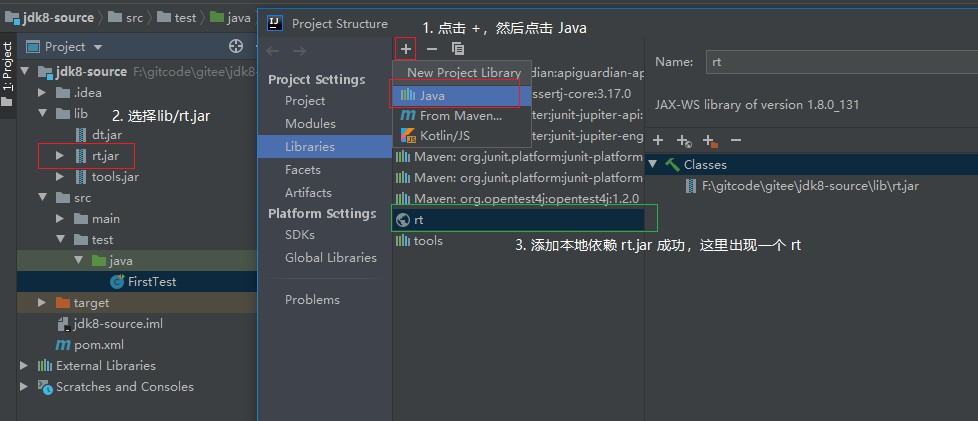 jdk8-source
src
test
java
Project
1: Project
jdk8-source F:\gitcode\gitee\jdk8-
.idea
lib
dt.jar
rt.jar
tools.jar
src
main
test
java
FirstTest
target
jdk8-source.iml
pom.xml
External Libraries
Scratches and Consoles
2. 选择lib/rt.jar
Project Structure
1. 点击 +，然后点击 Java
Project Settings
Project
Modules
Libraries
Facets
Artifacts
Platform Settings
SDKs
Global Libraries
Problems
New Project Library
Java
From Maven...
Kotlin/JS
dian:apiguardian-ap
ssertj-core:3.17.0
iter:junit-jupiter-api:
iter:junit-jupiter-eng
Maven: org.junit.platform:junit-platform
Maven: org.junit.platform:junit-platform
Maven: org.opentest4j:opentest4j:1.2.0
rt
tools
3. 添加本地依赖 rt.jar 成功，这里出现一个 rt
Name:
rt
JAX-WS library of version 1.8.0_131
Classes
F:\gitcode\gitee\jdk8-source\lib\rt.jar